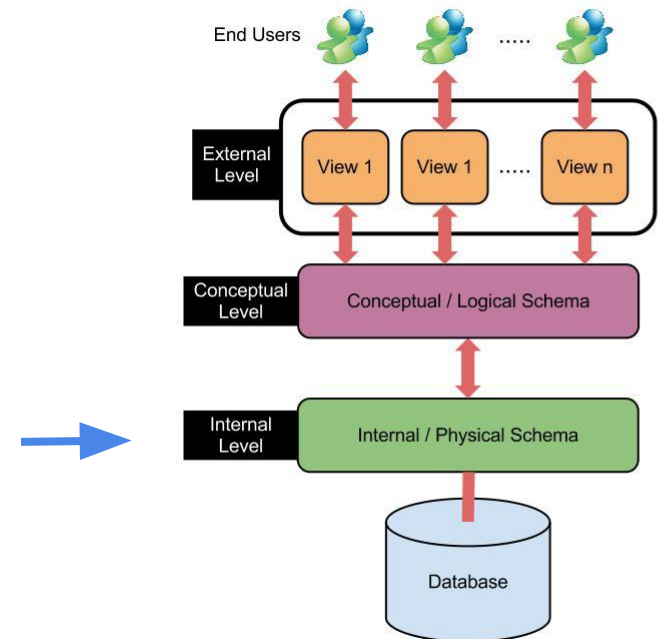 End Users
.....
External
Level
View 1
View 1
.....
View n
Conceptual
Level
Conceptual / Logical Schema
Internal
Level
Internal / Physical Schema
Database